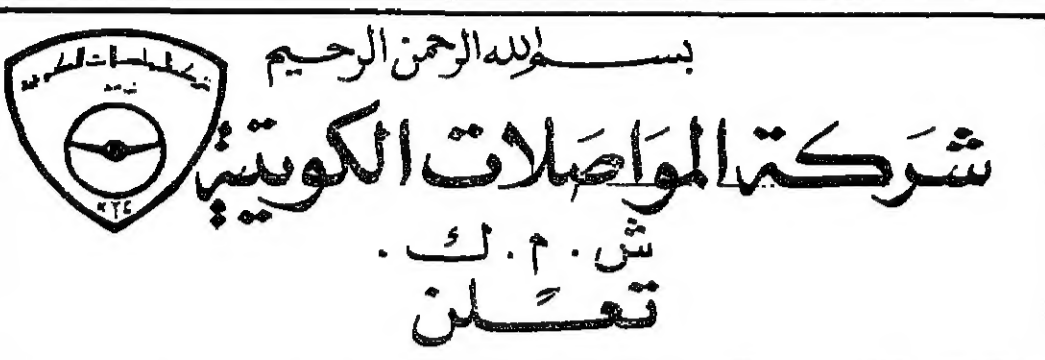 بسم الله الرحمن الرحيم
شركة المواصلات الكويتية
ش . م . ك .
تعلن